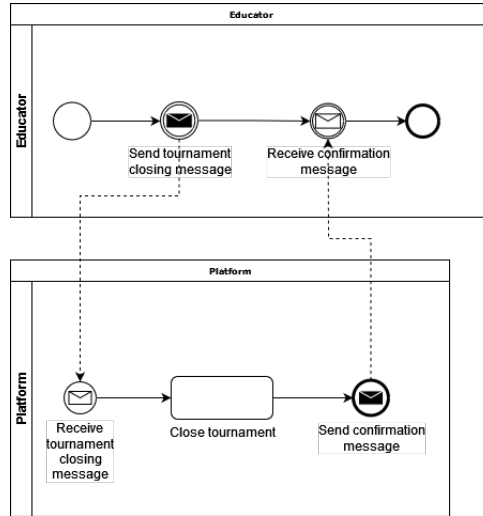 Educator
Educator
Send tournament
closing message
Receive confirmation
message
Platform
Platform
Receive
tournament
closing
message
Close tournament
Send confirmation
message